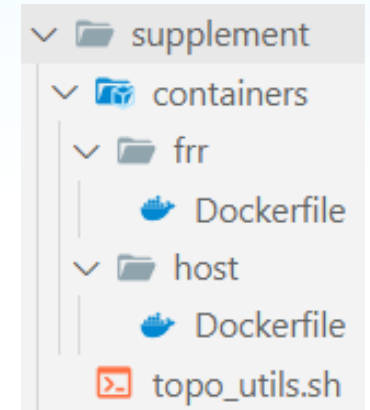 supplement
containers
frr
Dockerfile
host
Dockerfile
topo_utils.sh